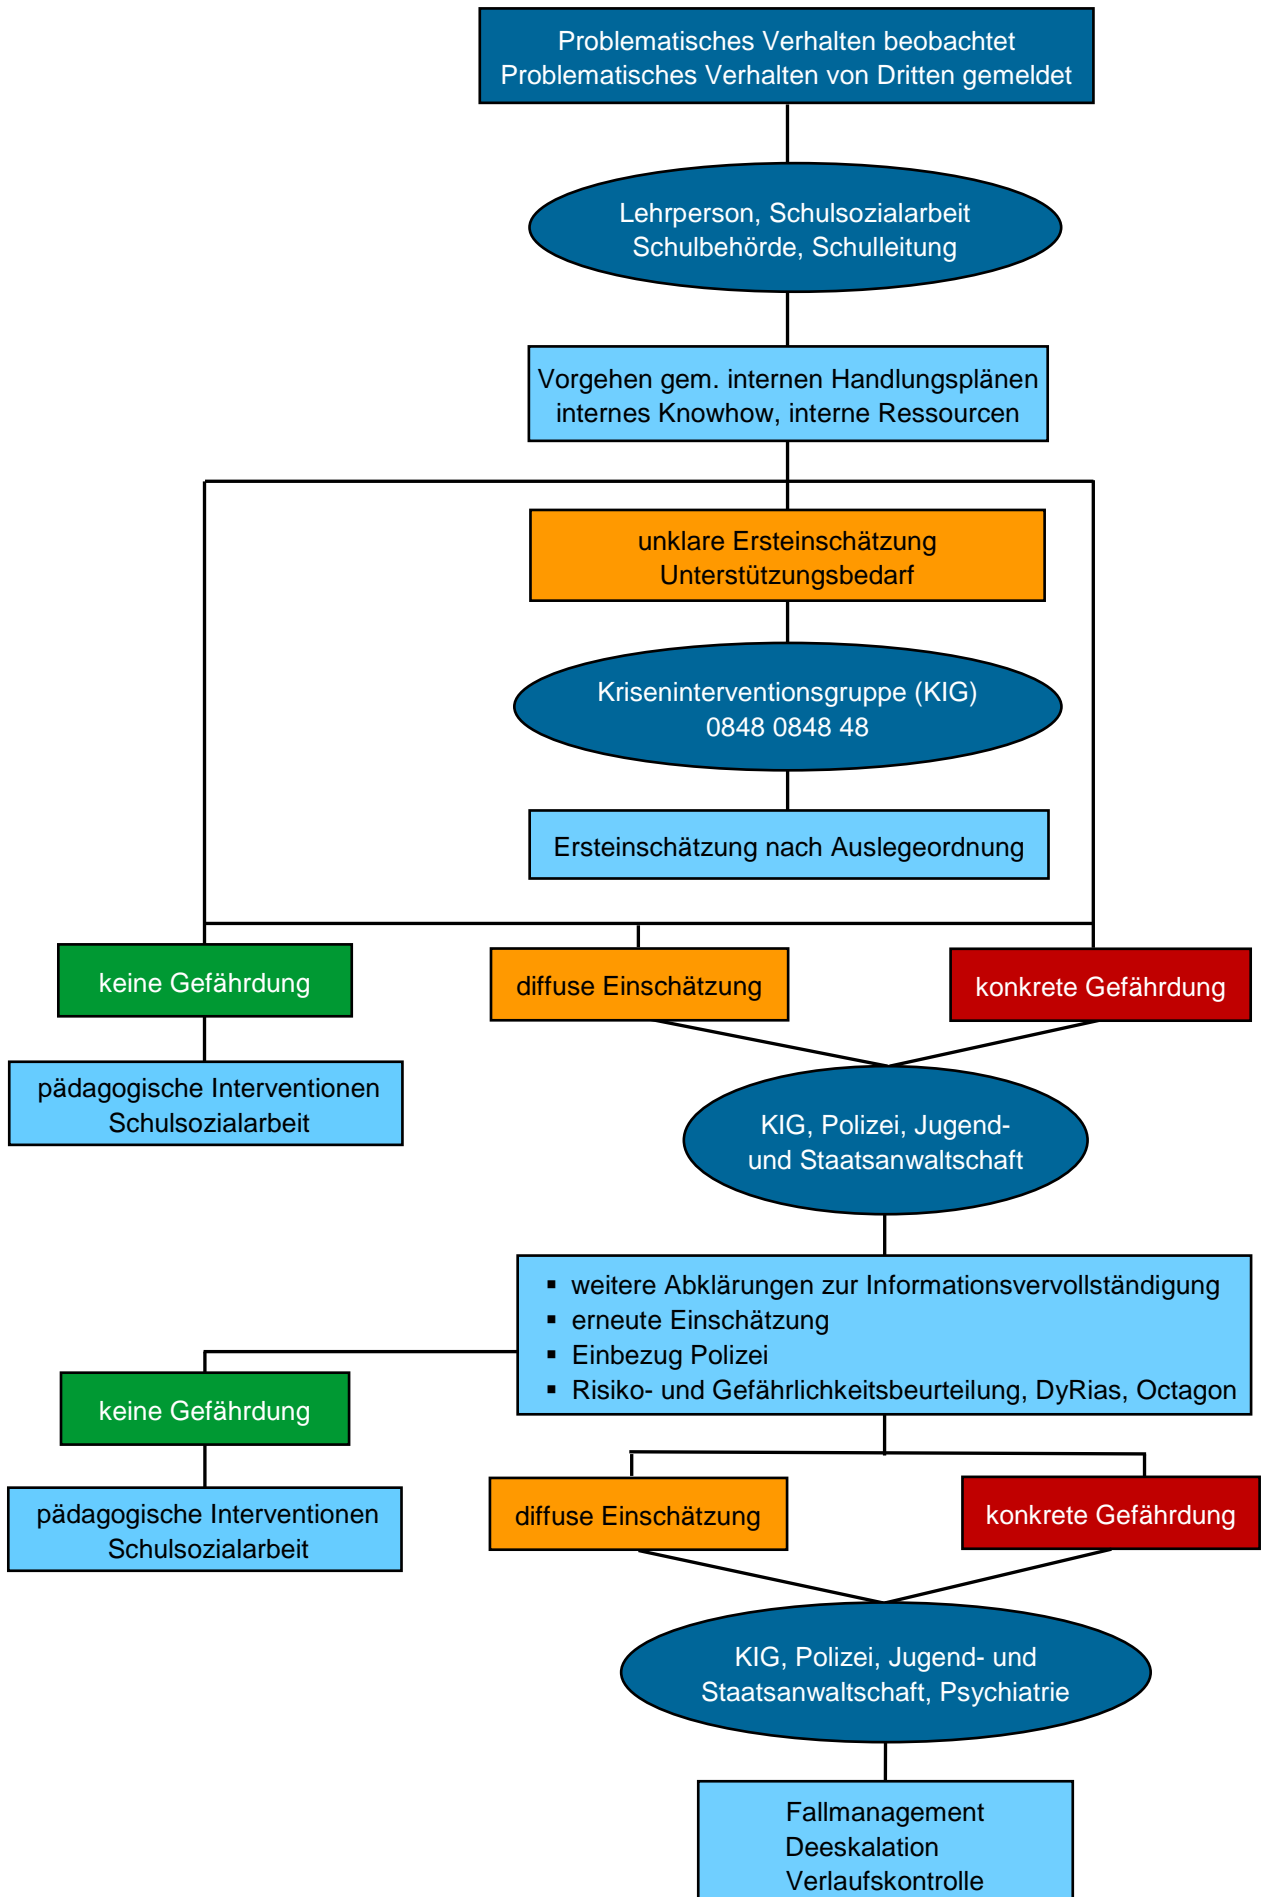 Problematisches Verhalten beobachtet
Problematisches Verhalten von Dritten gemeldet
Lehrperson, Schulsozialarbeit
Schulbehörde, Schulleitung
Vorgehen gem. internen Handlungsplänen
internes Knowhow, interne Ressourcen
unklare Ersteinschätzung
Unterstützungsbedarf
Kriseninterventionsgruppe (KIG)
0848 0848 48
Ersteinschätzung nach Auslegeordnung
keine Gefährdung
diffuse Einschätzung
konkrete Gefährdung
pädagogische Interventionen
Schulsozialarbeit
KIG, Polizei, Jugend-
und Staatsanwaltschaft
▪ weitere Abklärungen zur Informationsvervollständigung
▪ erneute Einschätzung
▪ Einbezug Polizei
▪ Risiko- und Gefährlichkeitsbeurteilung, DyRias, Octagon
keine Gefährdung
pädagogische Interventionen
Schulsozialarbeit
diffuse Einschätzung
konkrete Gefährdung
KIG, Polizei, Jugend- und
Staatsanwaltschaft, Psychiatrie
Fallmanagement
Deeskalation
Verlaufskontrolle